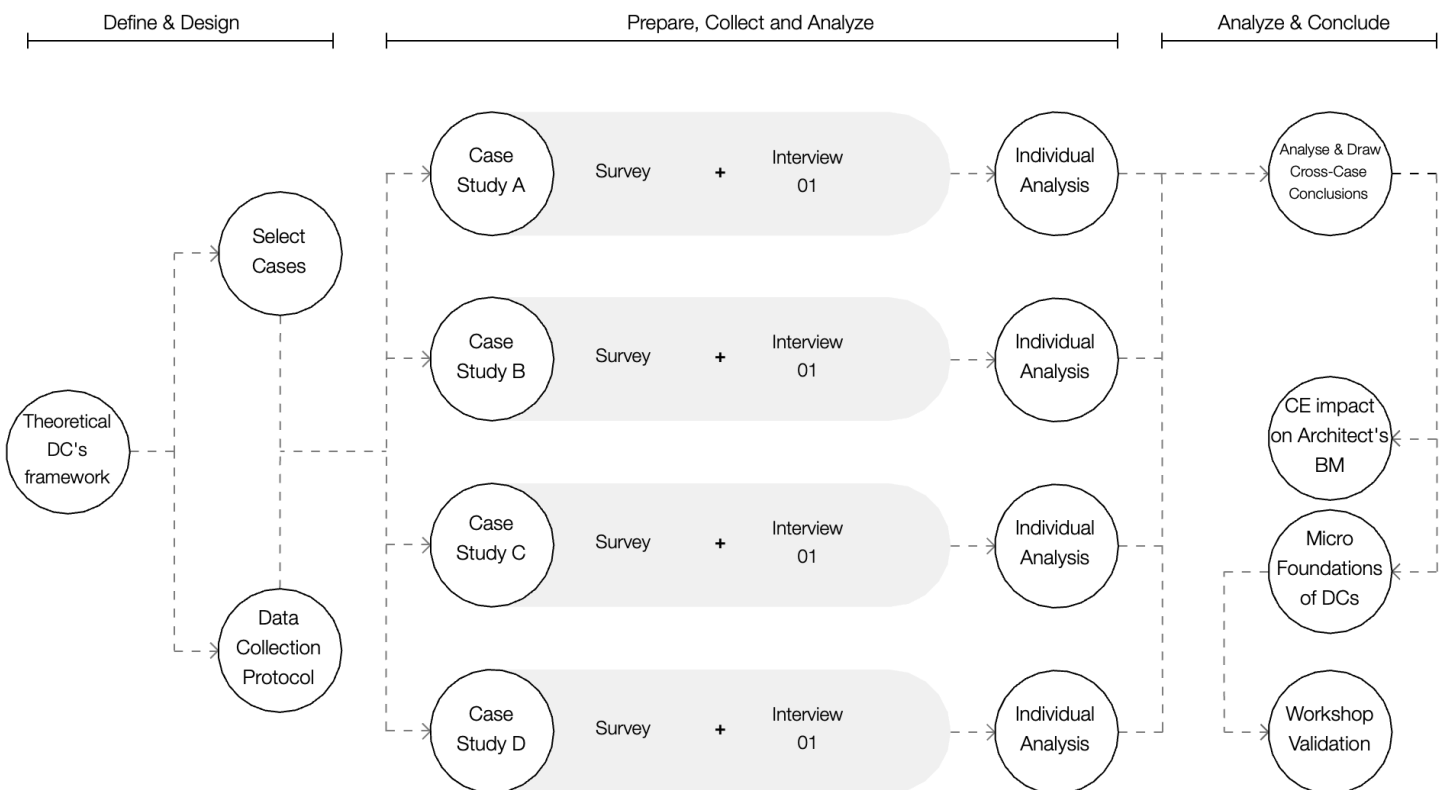 Define & Design
Prepare, Collect and Analyze
Analyze & Conclude
Theoretical
DC's
framework
Select
Cases
Data
Collection
Protocol
Case
Study A
Survey
+
Interview
01
Individual
Analysis
Case
Study B
Survey
+
Interview
01
Individual
Analysis
Case
Study C
Survey
+
Interview
01
Individual
Analysis
Case
Study D
Survey
+
Interview
01
Individual
Analysis
Analyse & Draw
Cross-Case
Conclusions
CE impact
on Architect's
BM
Micro
Foundations
of DCs
Workshop
Validation